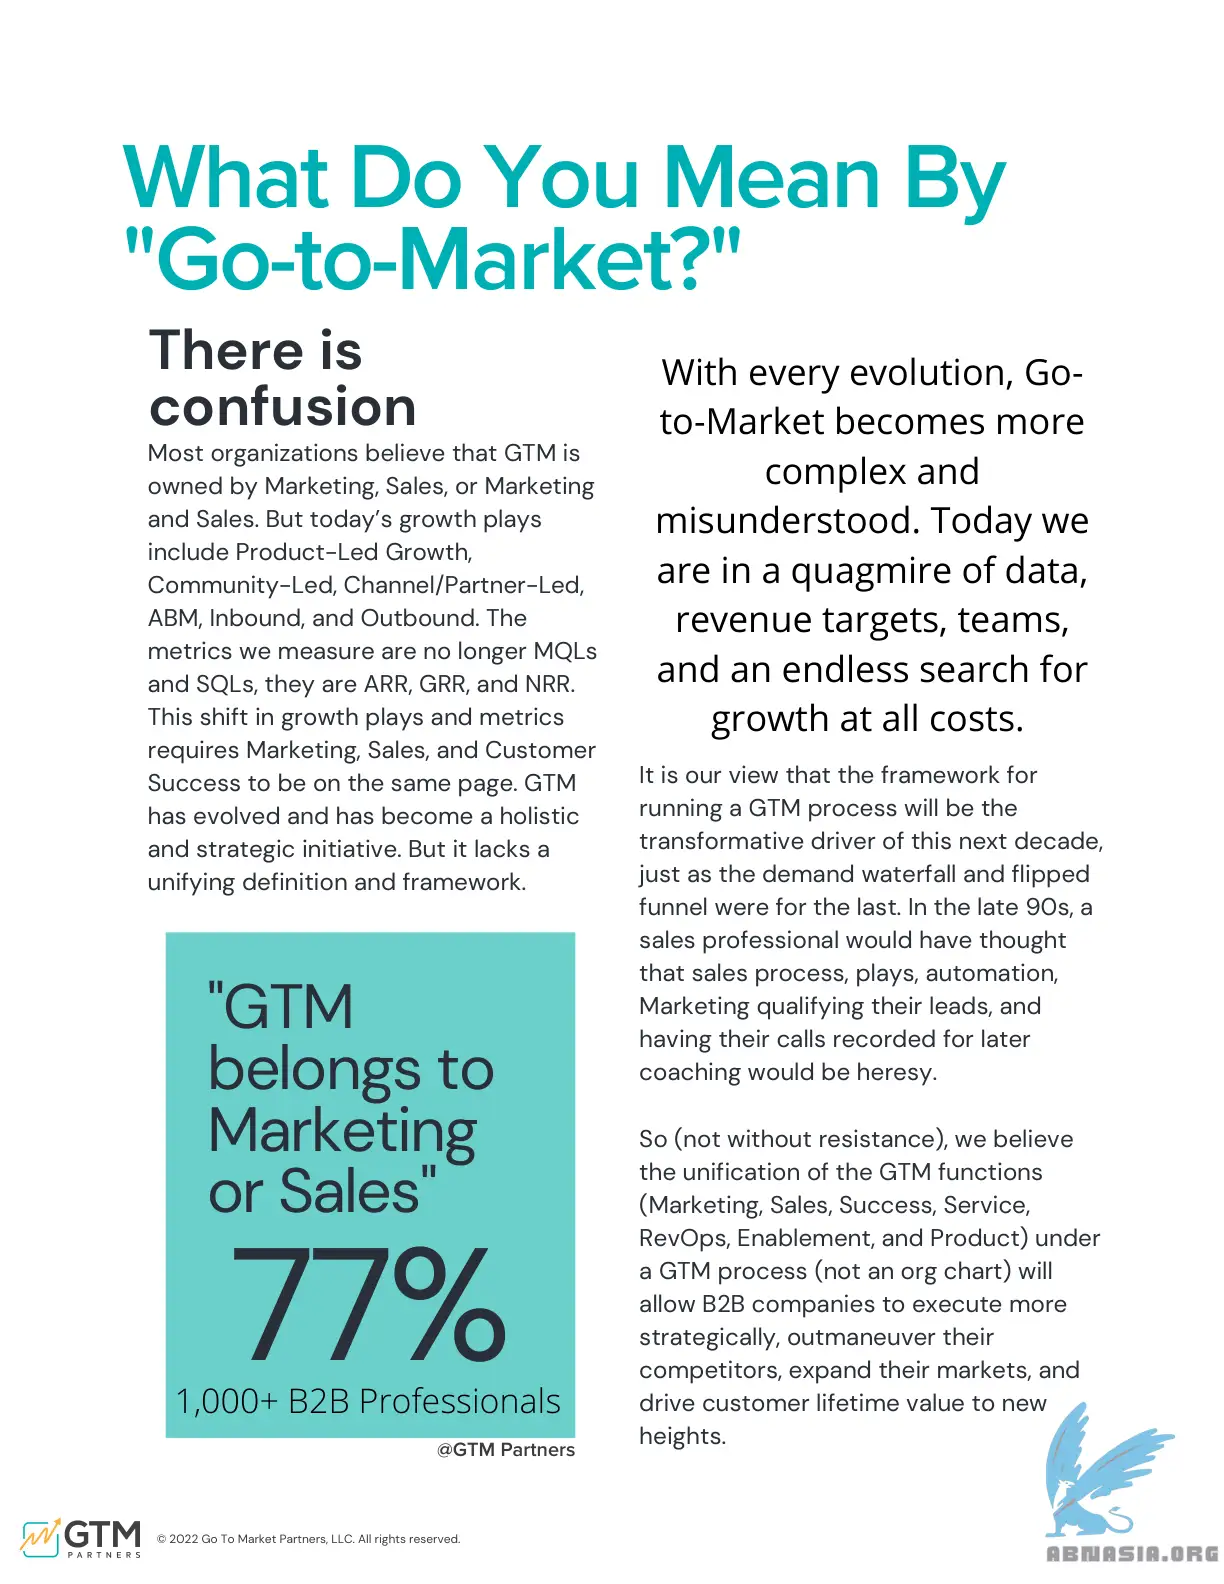 What Do You Mean By
"Go-to-Market?"
There is
confusion
Most organizations believe that GTM is
owned by Marketing, Sales, or Marketing
and Sales. But today’s growth plays
include Product-Led Growth,
Community-Led, Channel/Partner-Led,
ABM, Inbound, and Outbound. The
metrics we measure are no longer MQLs
and SQLs, they are ARR, GRR, and NRR.
This shift in growth plays and metrics
requires Marketing, Sales, and Customer
Success to be on the same page. GTM
has evolved and has become a holistic
and strategic initiative. But it lacks a
unifying definition and framework.
"GTM
belongs to
Marketing
or Sales"
77%
1,000+ B2B Professionals
@GTM Partners
With every evolution, Go-
to-Market becomes more
complex and
misunderstood. Today we
are in a quagmire of data,
revenue targets, teams,
and an endless search for
growth at all costs.
It is our view that the framework for
running a GTM process will be the
transformative driver of this next decade,
just as the demand waterfall and flipped
funnel were for the last. In the late 90s, a
sales professional would have thought
that sales process, plays, automation,
Marketing qualifying their leads, and
having their calls recorded for later
coaching would be heresy.
So (not without resistance), we believe
the unification of the GTM functions
(Marketing, Sales, Success, Service,
RevOps, Enablement, and Product) under
a GTM process (not an org chart) will
allow B2B companies to execute more
strategically, outmaneuver their
competitors, expand their markets, and
drive customer lifetime value to new
heights.
GTM
PARTNERS
© 2022 Go To Market Partners, LLC. All rights reserved.
ABNASIA.ORG